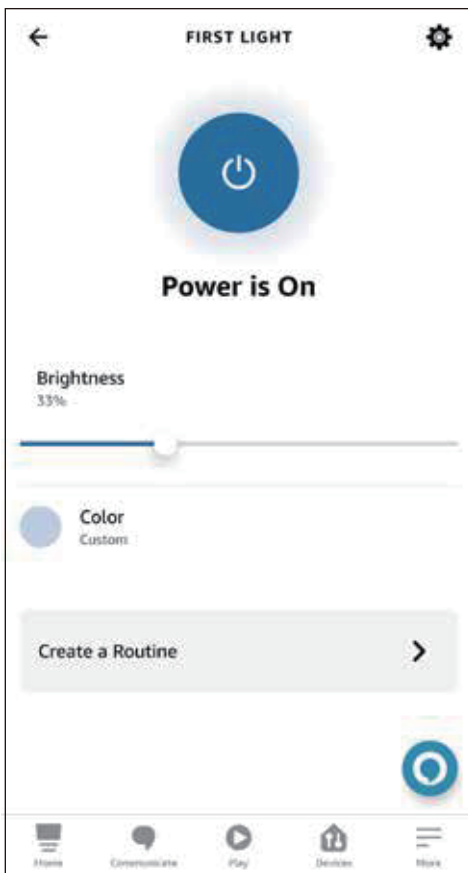 FIRST LIGHT
Power is On
Brightness
33%
Color
Custom
Create a Routine
Home Communicate Play Devices More